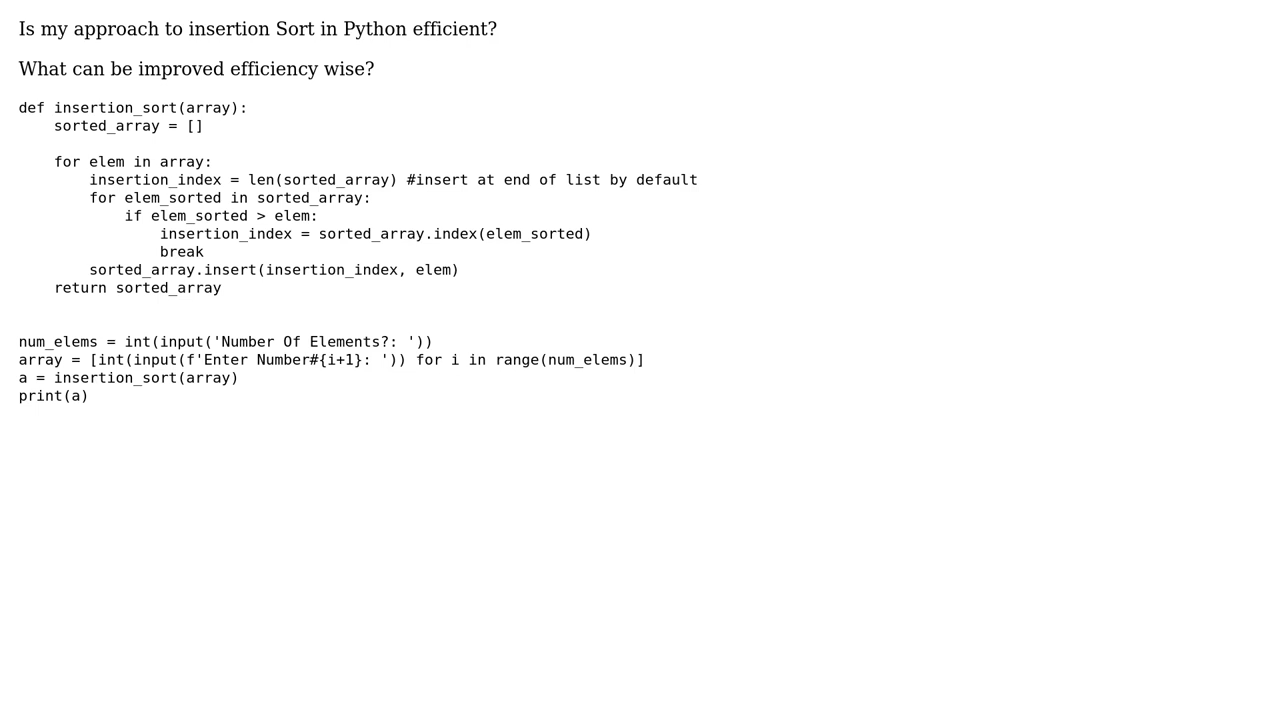 Is my approach to insertion Sort in Python efficient?
What can be improved efficiency wise?
def insertion_sort(array):
    sorted_array = []

    for elem in array:
        insertion_index = len(sorted_array) #insert at end of list by default
        for elem_sorted in sorted_array:
            if elem_sorted > elem:
                insertion_index = sorted_array.index(elem_sorted)
                break
        sorted_array.insert(insertion_index, elem)
    return sorted_array


num_elems = int(input('Number Of Elements?: '))
array = [int(input(f'Enter Number#{i+1}: ')) for i in range(num_elems)]
a = insertion_sort(array)
print(a)